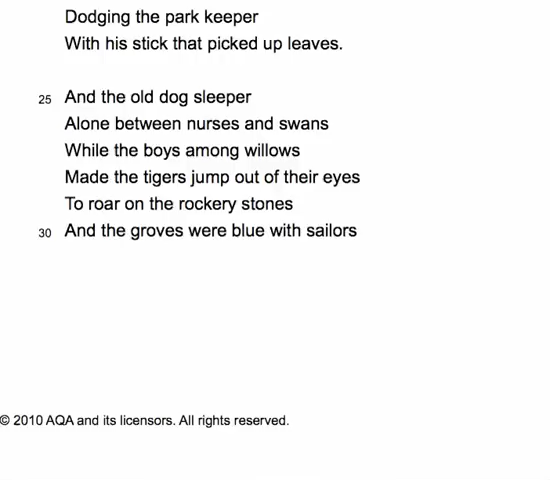 Dodging the park keeper
With his stick that picked up leaves.
25 And the old dog sleeper
Alone between nurses and swans
While the boys among willows
Made the tigers jump out of their eyes
To roar on the rockery stones
30 And the groves were blue with sailors
© 2010 AQA and its licensors. All rights reserved.